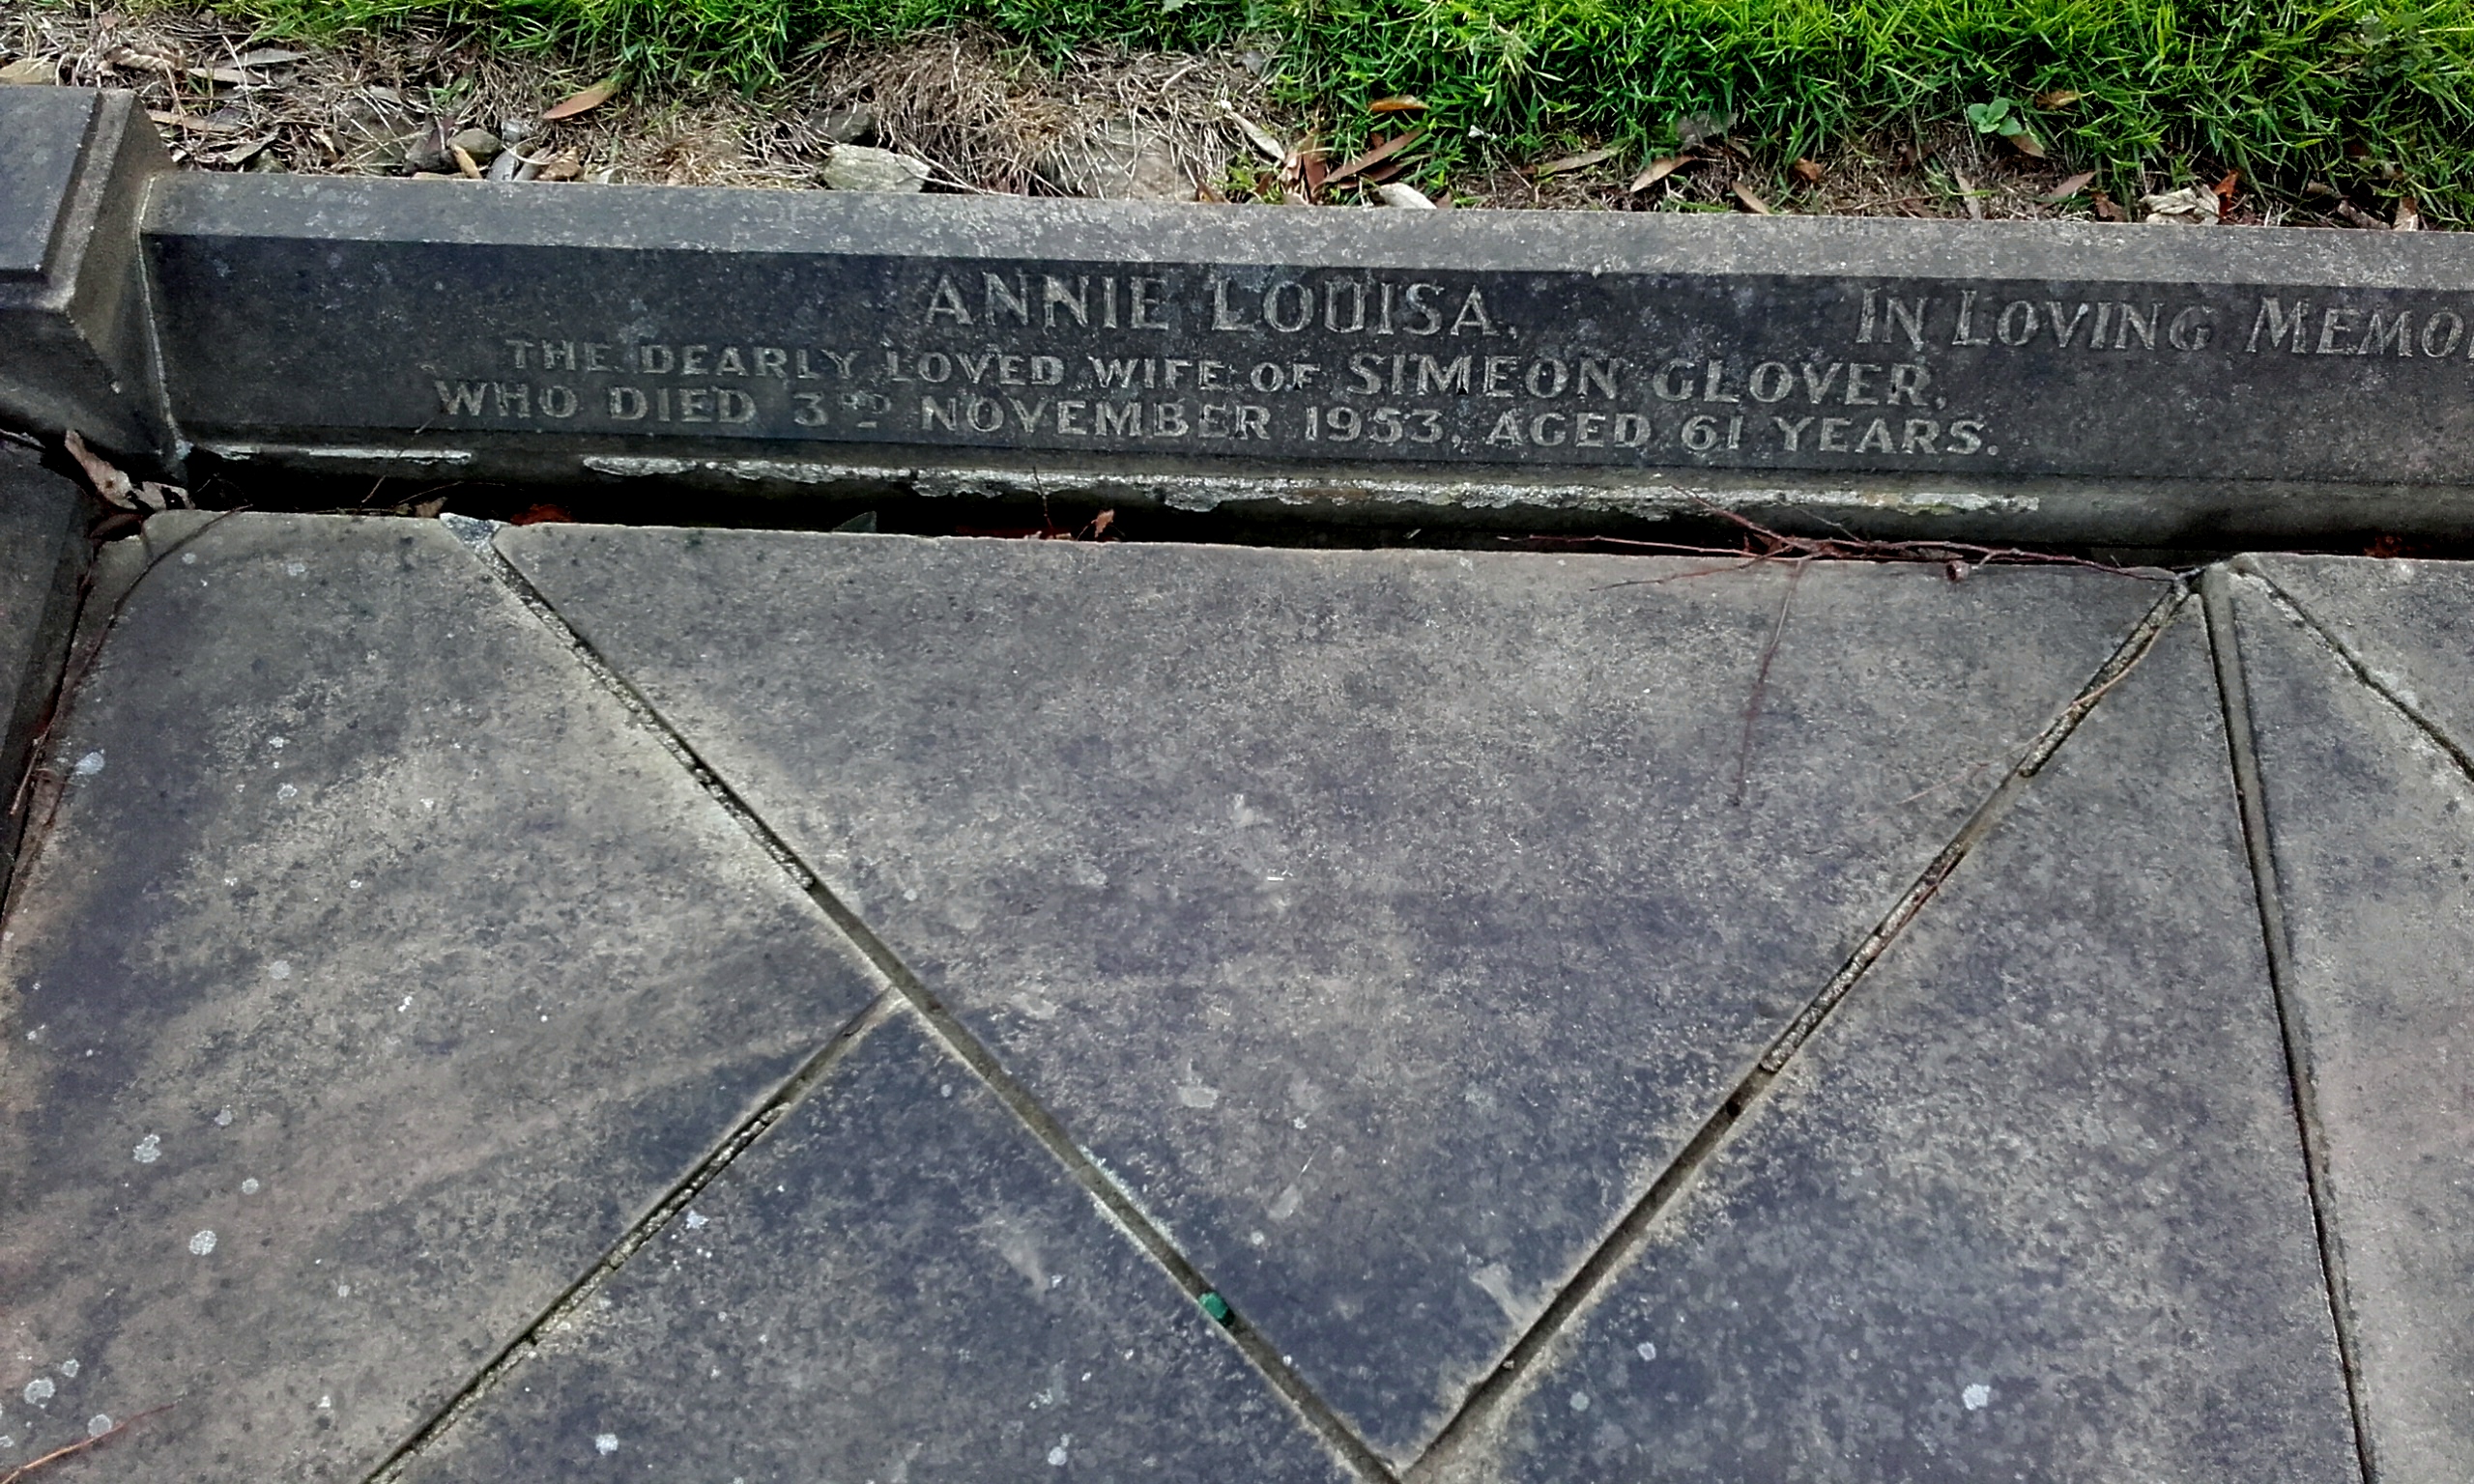 ANNIE LOUISA, IN LOVING MEMO
THE DEARLY LOVED WIFE OF SIMEON GLOVER,
WHO DIED 3RD NOVEMBER 1953, AGED 61 YEARS.